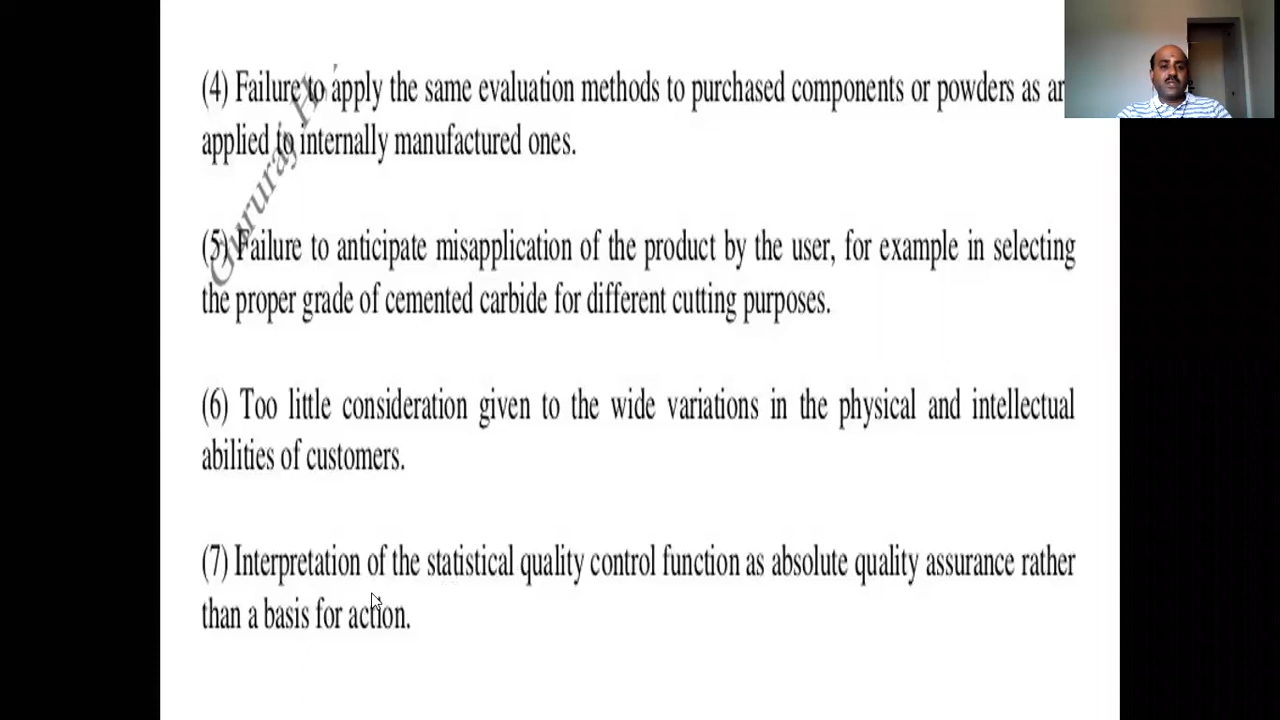 (4) Failure to apply the same evaluation methods to purchased components or powders as ar
applied to internally manufactured ones.
(5) Failure to anticipate misapplication of the product by the user, for example in selecting
the proper grade of cemented carbide for different cutting purposes.
(6) Too little consideration given to the wide variations in the physical and intellectual
abilities of customers.
(7) Interpretation of the statistical quality control function as absolute quality assurance rather
than a basis for action.
Gururaj H